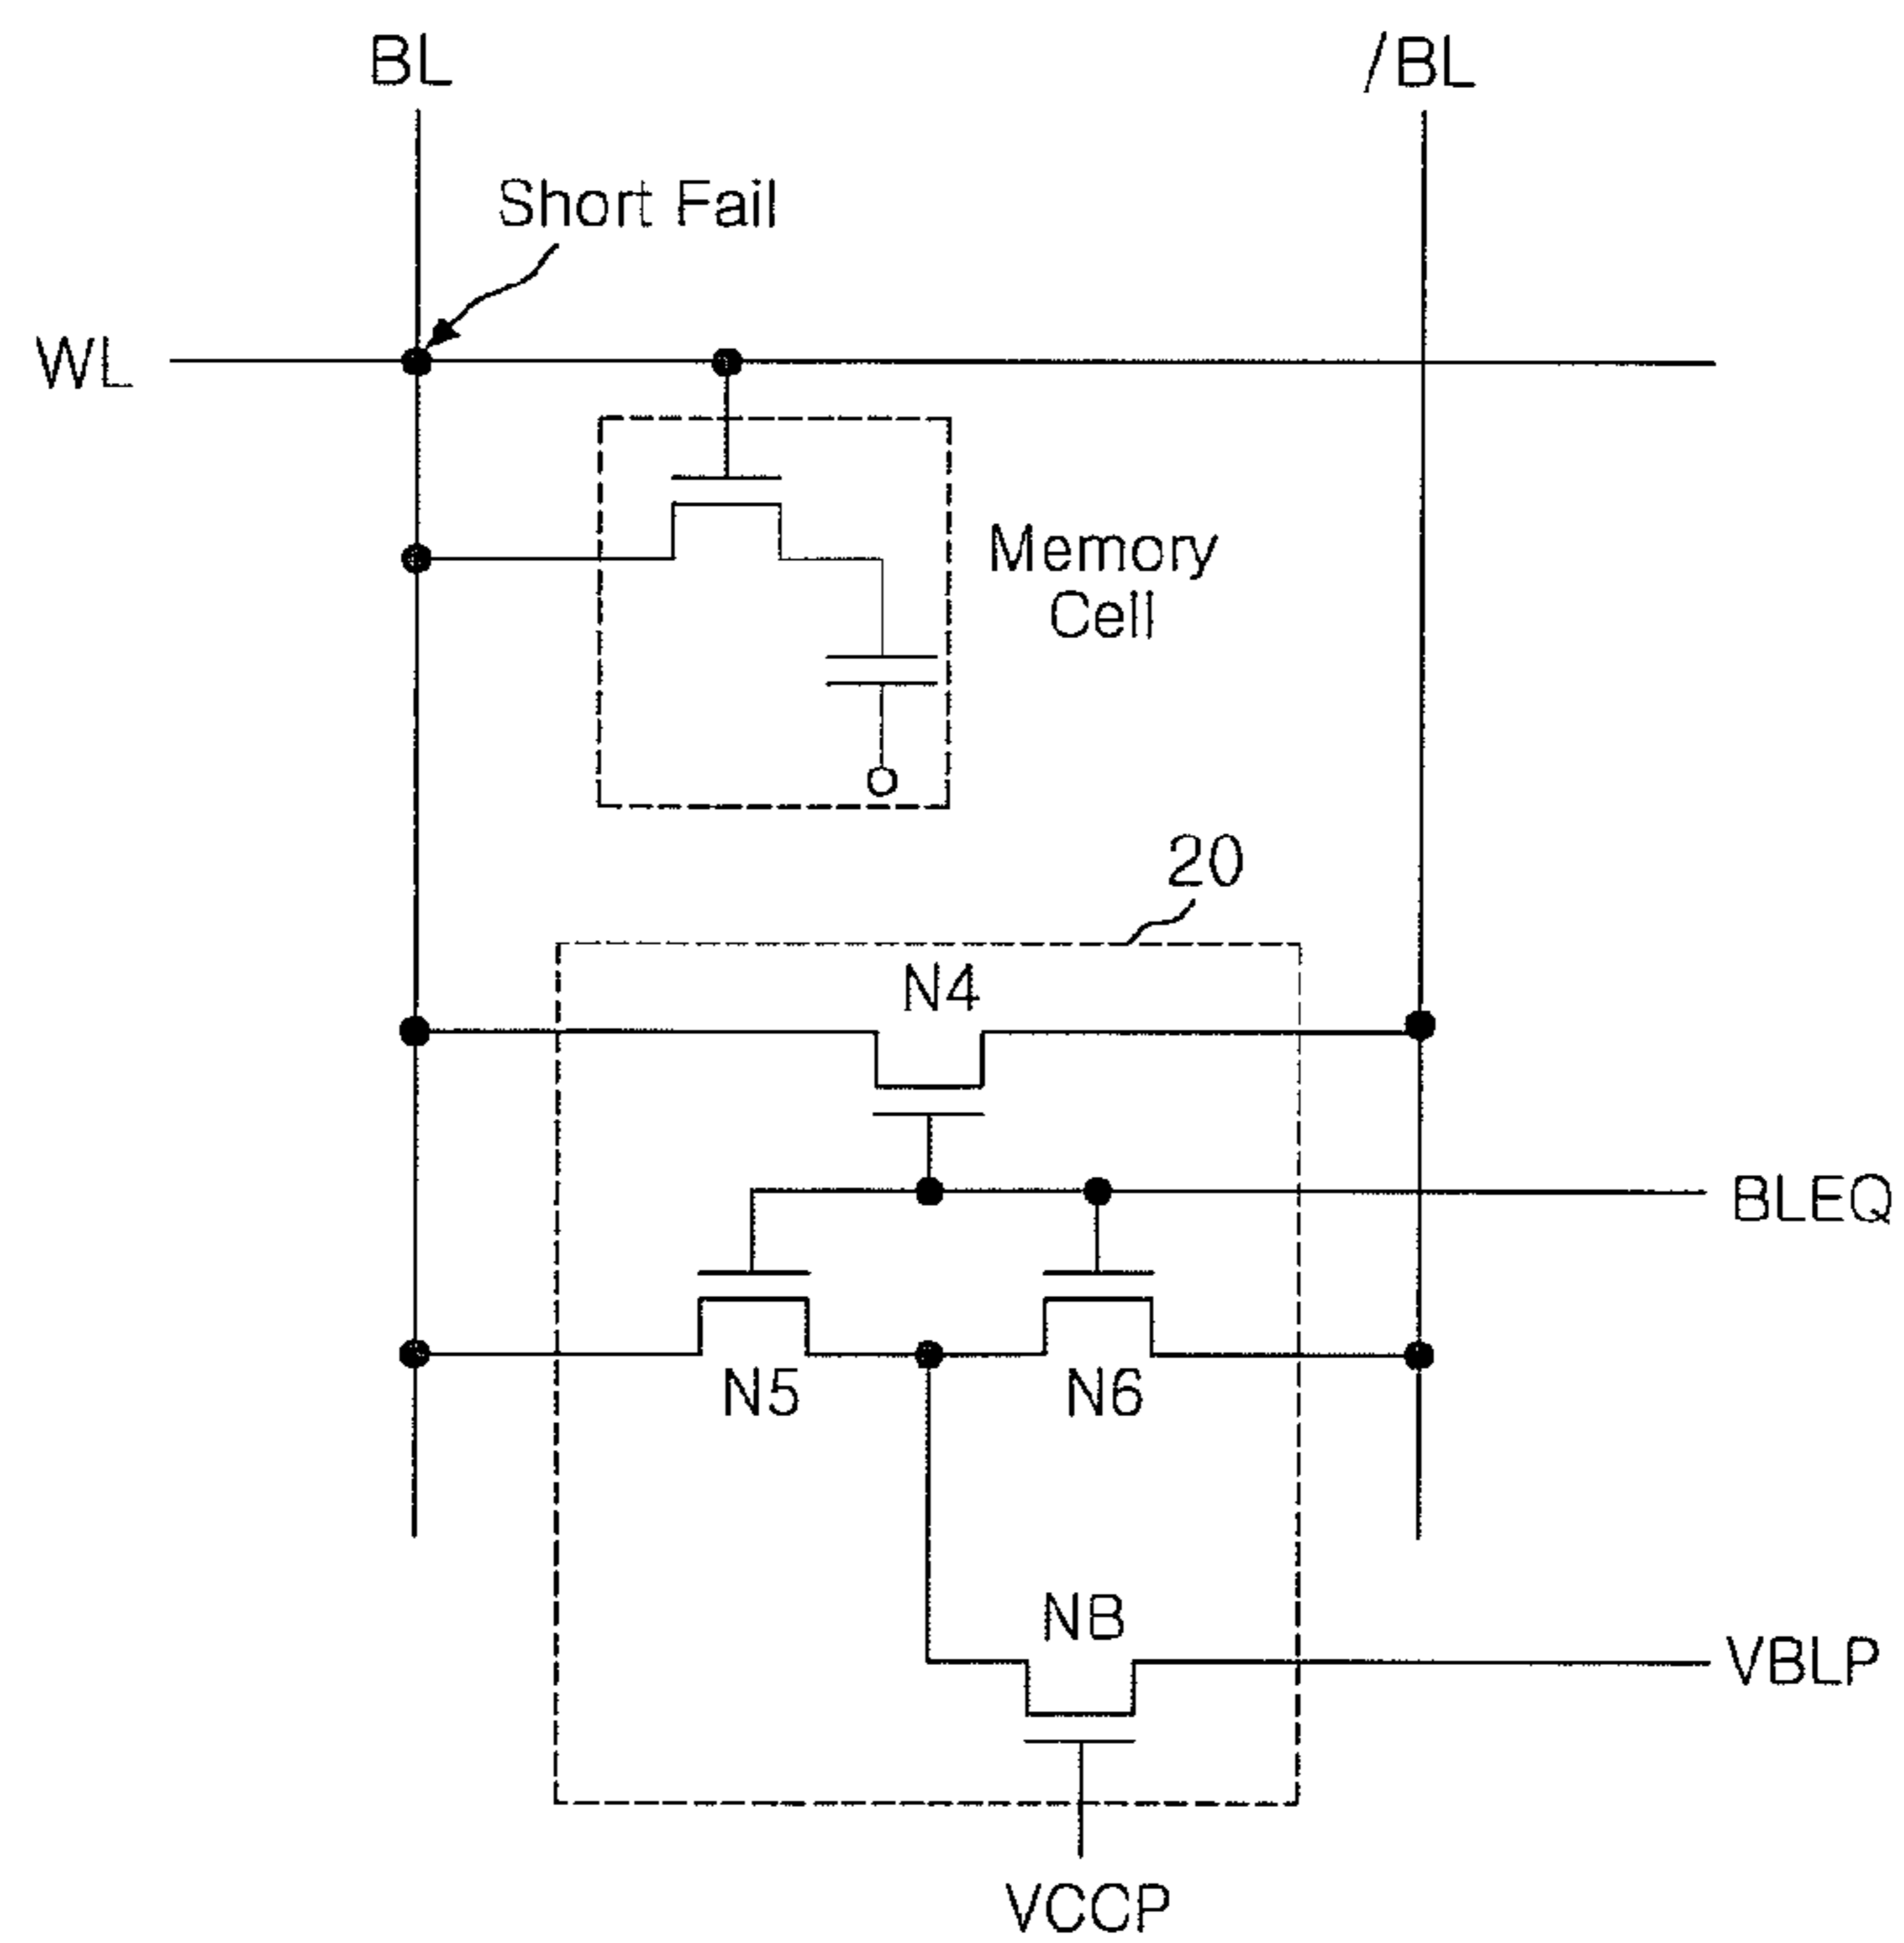 BL
/BL
Short Fail
WL
Memory
Cell
20
N4
BLEQ
N5
N6
NB
VBLP
VCCP